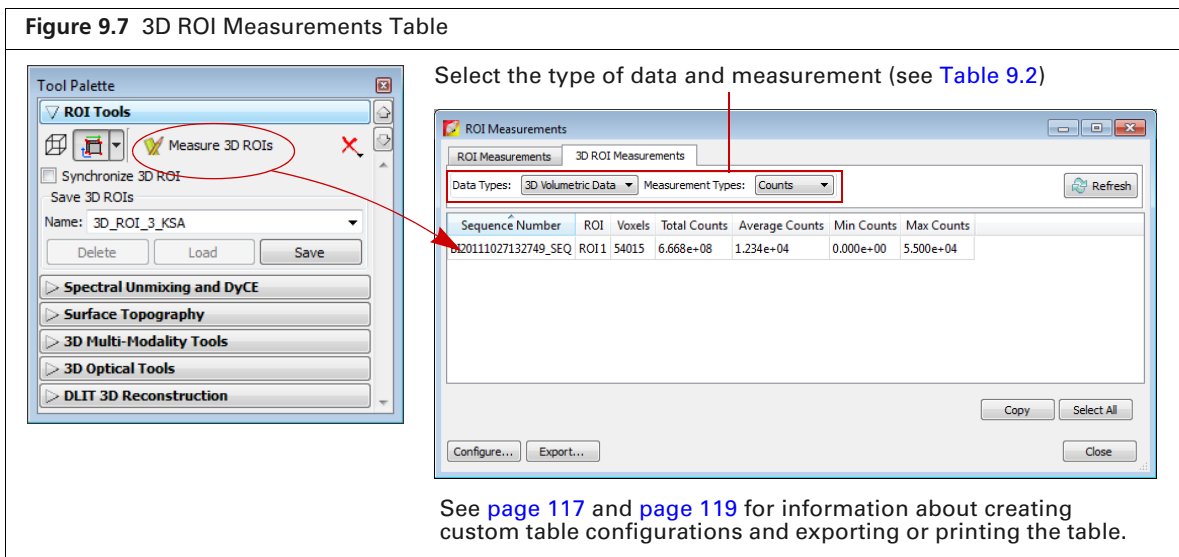 Figure 9.7 3D ROI Measurements Table
Tool Palette
ROI Tools
Measure 3D ROIs
Synchronize 3D ROI
Save 3D ROIs
Name: 3D_ROI_3_KSA
Delete Load Save
Spectral Unmixing and DyCE
Surface Topography
3D Multi-Modality Tools
3D Optical Tools
DLIT 3D Reconstruction
Select the type of data and measurement (see Table 9.2)
ROI Measurements
ROI Measurements 3D ROI Measurements
Data Types: 3D Volumetric Data Measurement Types: Counts Refresh
Sequence Number ROI Voxels Total Counts Average Counts Min Counts Max Counts
20111027132749_SEQ ROI 1 54015 6.668e+08 1.234e+04 0.000e+00 5.500e+04
Copy Select All
Configure... Export... Close
See page 117 and page 119 for information about creating
custom table configurations and exporting or printing the table.